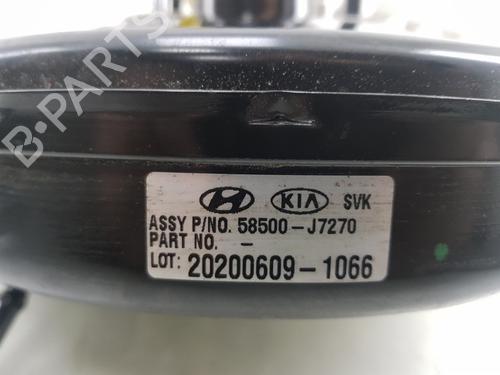 B-PARTS
KIA SVK
ASSY P/NO. 58500-J7270
PART NO. -
LOT: 20200609-1066